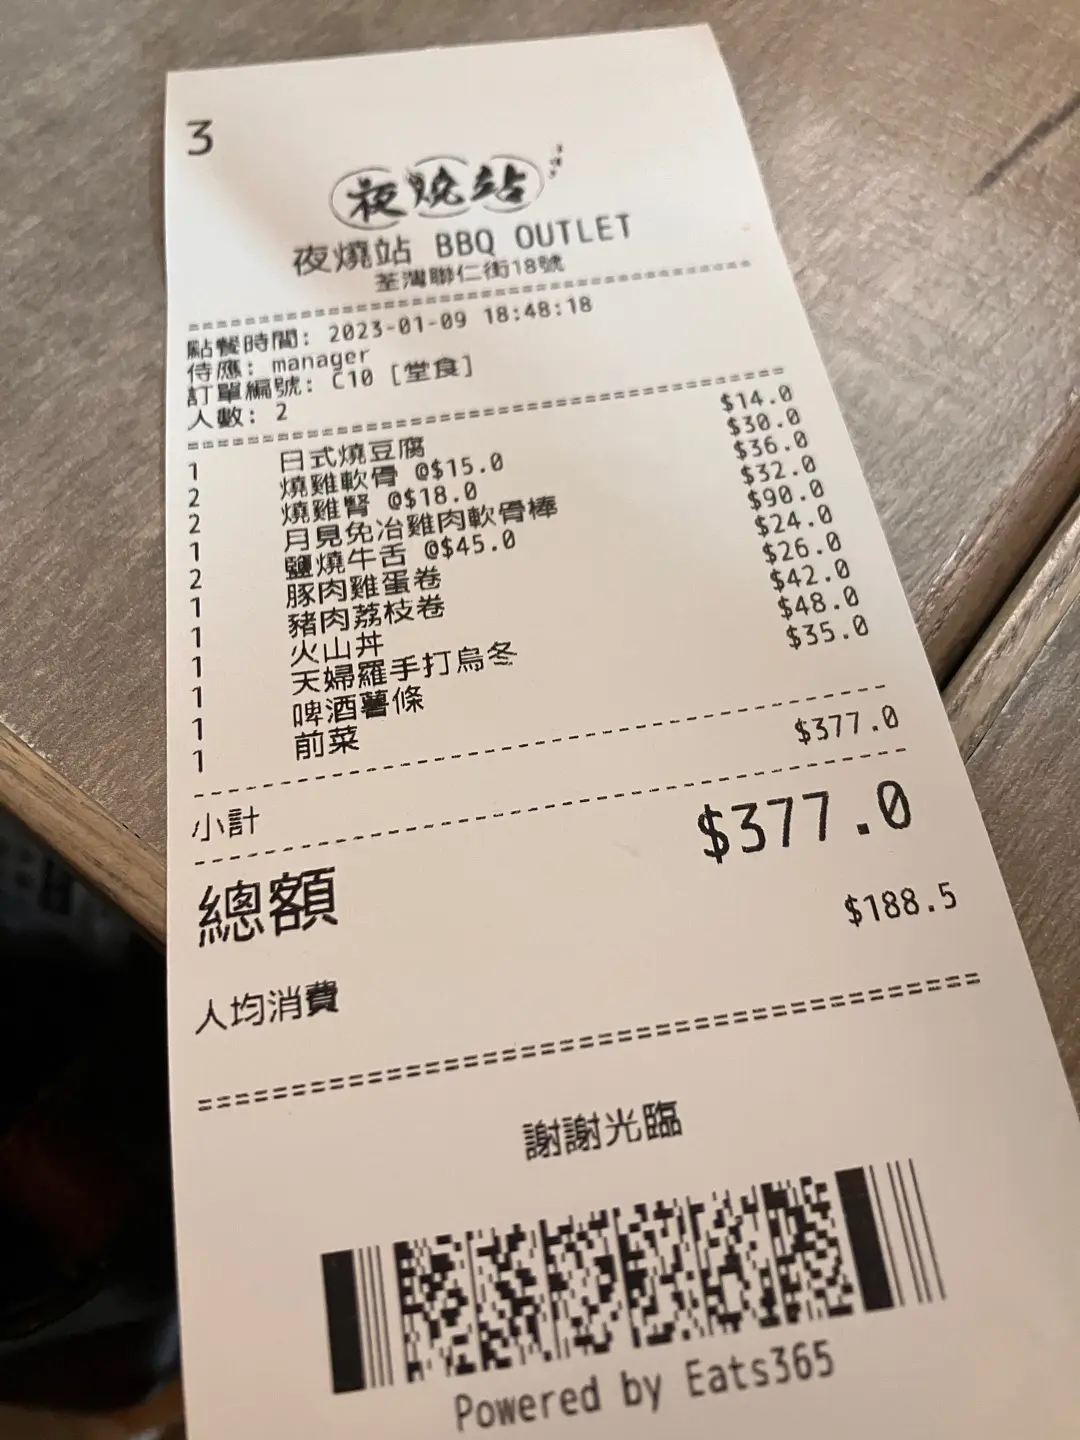 3
夜燒站
夜燒站 BBQ OUTLET
荃灣聯仁街18號
點餐時間: 2023-01-09 18:48:18
侍應: manager
訂單編號: C10 [堂食]
人數: 2
1 日式燒豆腐 $14.0
2 燒雞軟骨 @$15.0 $30.0
2 燒雞腎 @$18.0 $36.0
1 月見免冶雞肉軟骨棒 $32.0
2 鹽燒牛舌 @$45.0 $90.0
1 豚肉雞蛋卷 $24.0
1 豬肉荔枝卷 $26.0
1 火山丼 $42.0
1 天婦羅手打烏冬 $48.0
1 啤酒薯條 $35.0
1 前菜
小計 $377.0
總額 $377.0
人均消費 $188.5
謝謝光臨
Powered by Eats365